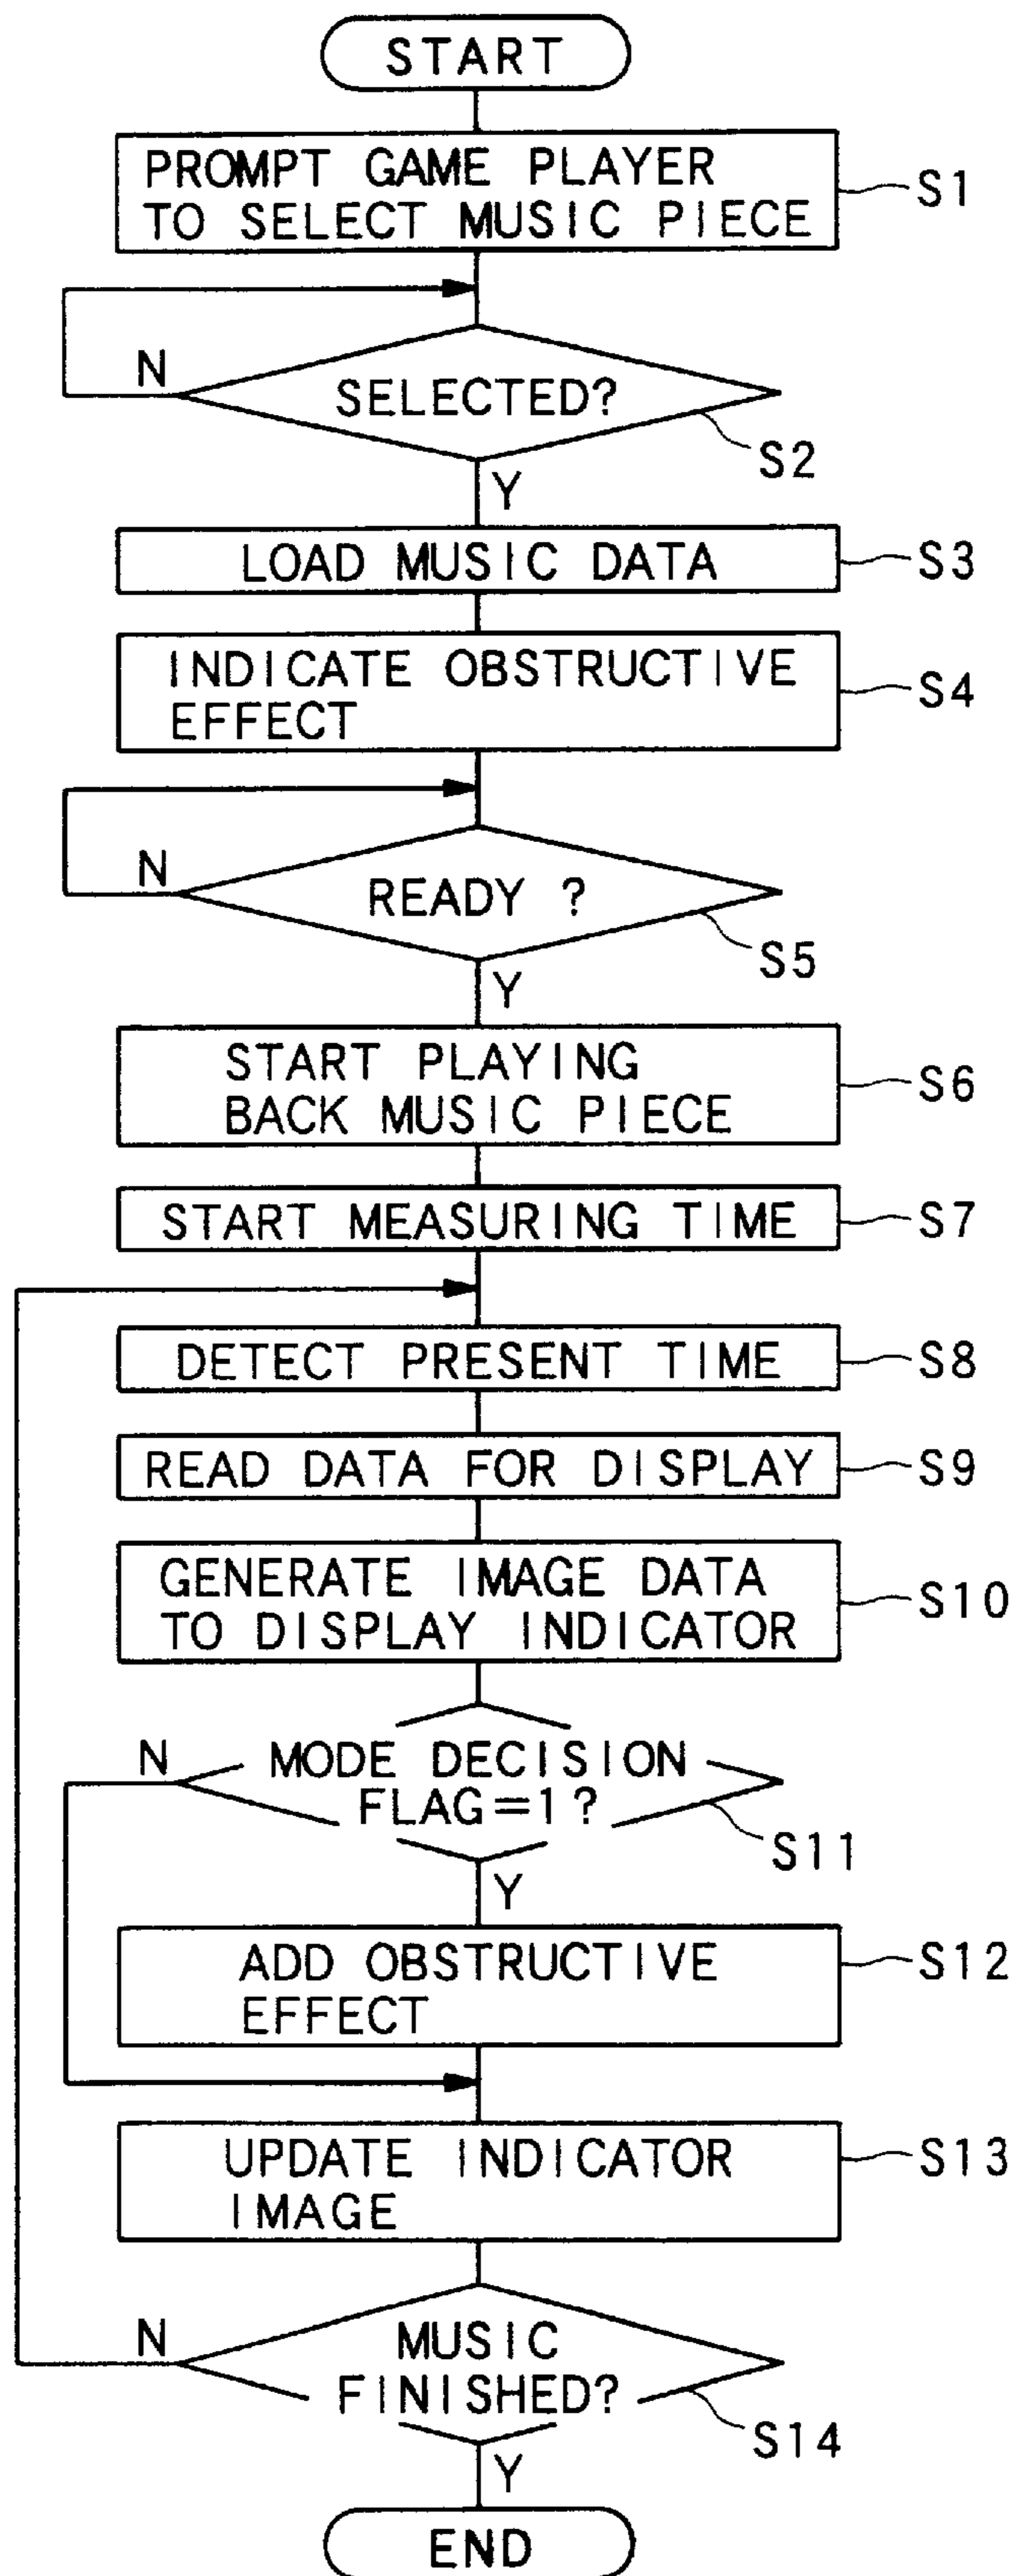 START
PROMPT GAME PLAYER
TO SELECT MUSIC PIECE
S1
N
SELECTED?
S2
Y
LOAD MUSIC DATA
S3
INDICATE OBSTRUCTIVE
EFFECT
S4
N
READY ?
S5
Y
START PLAYING
BACK MUSIC PIECE
S6
START MEASURING TIME
S7
DETECT PRESENT TIME
S8
READ DATA FOR DISPLAY
S9
GENERATE IMAGE DATA
TO DISPLAY INDICATOR
S10
N
MODE DECISION
FLAG=1?
S11
Y
ADD OBSTRUCTIVE
EFFECT
S12
UPDATE INDICATOR
IMAGE
S13
N
MUSIC
FINISHED?
S14
Y
END